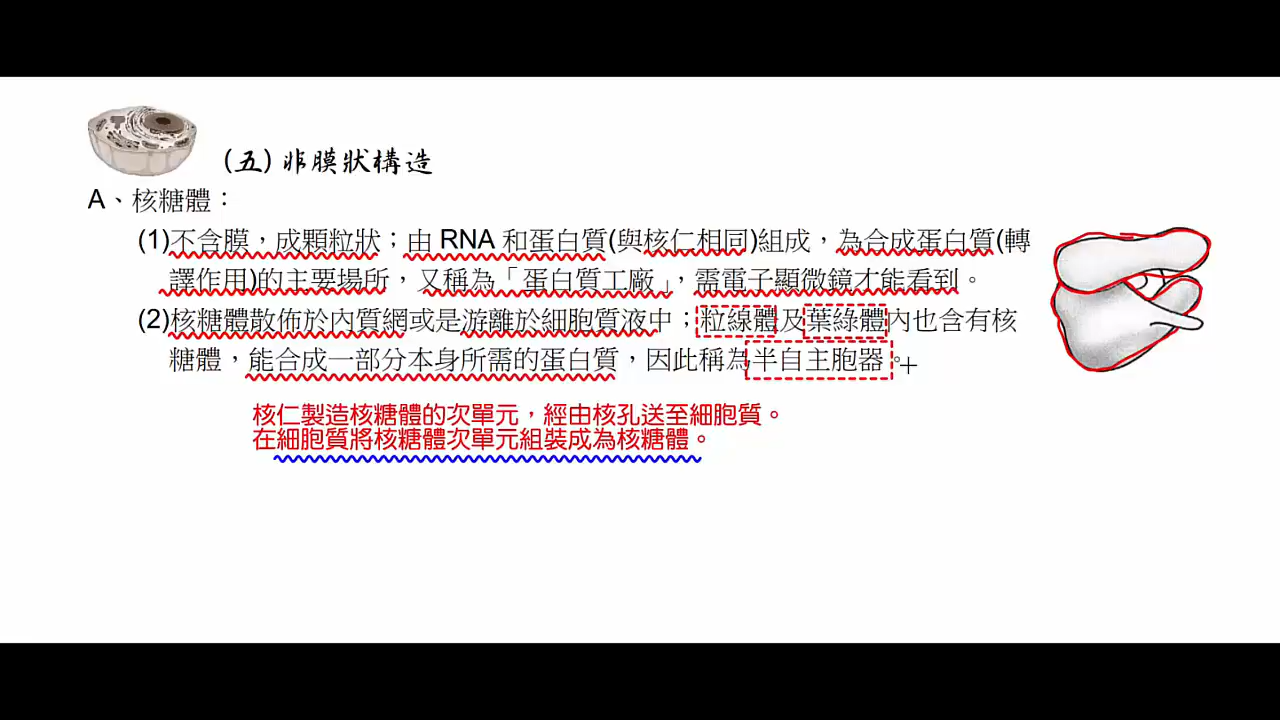 (五)非膜狀構造
A、核糖體：
(1)不含膜，成顆粒狀；由 RNA 和蛋白質(與核仁相同)組成，為合成蛋白質(轉
譯作用)的主要場所，又稱為「蛋白質工廠」，需電子顯微鏡才能看到。
(2)核糖體散佈於內質網或是游離於細胞質液中；粒線體及葉綠體內也含有核
糖體，能合成一部分本身所需的蛋白質，因此稱為半自主胞器。
核仁製造核糖體的次單元，經由核孔送至細胞質。
在細胞質將核糖體次單元組裝成為核糖體。